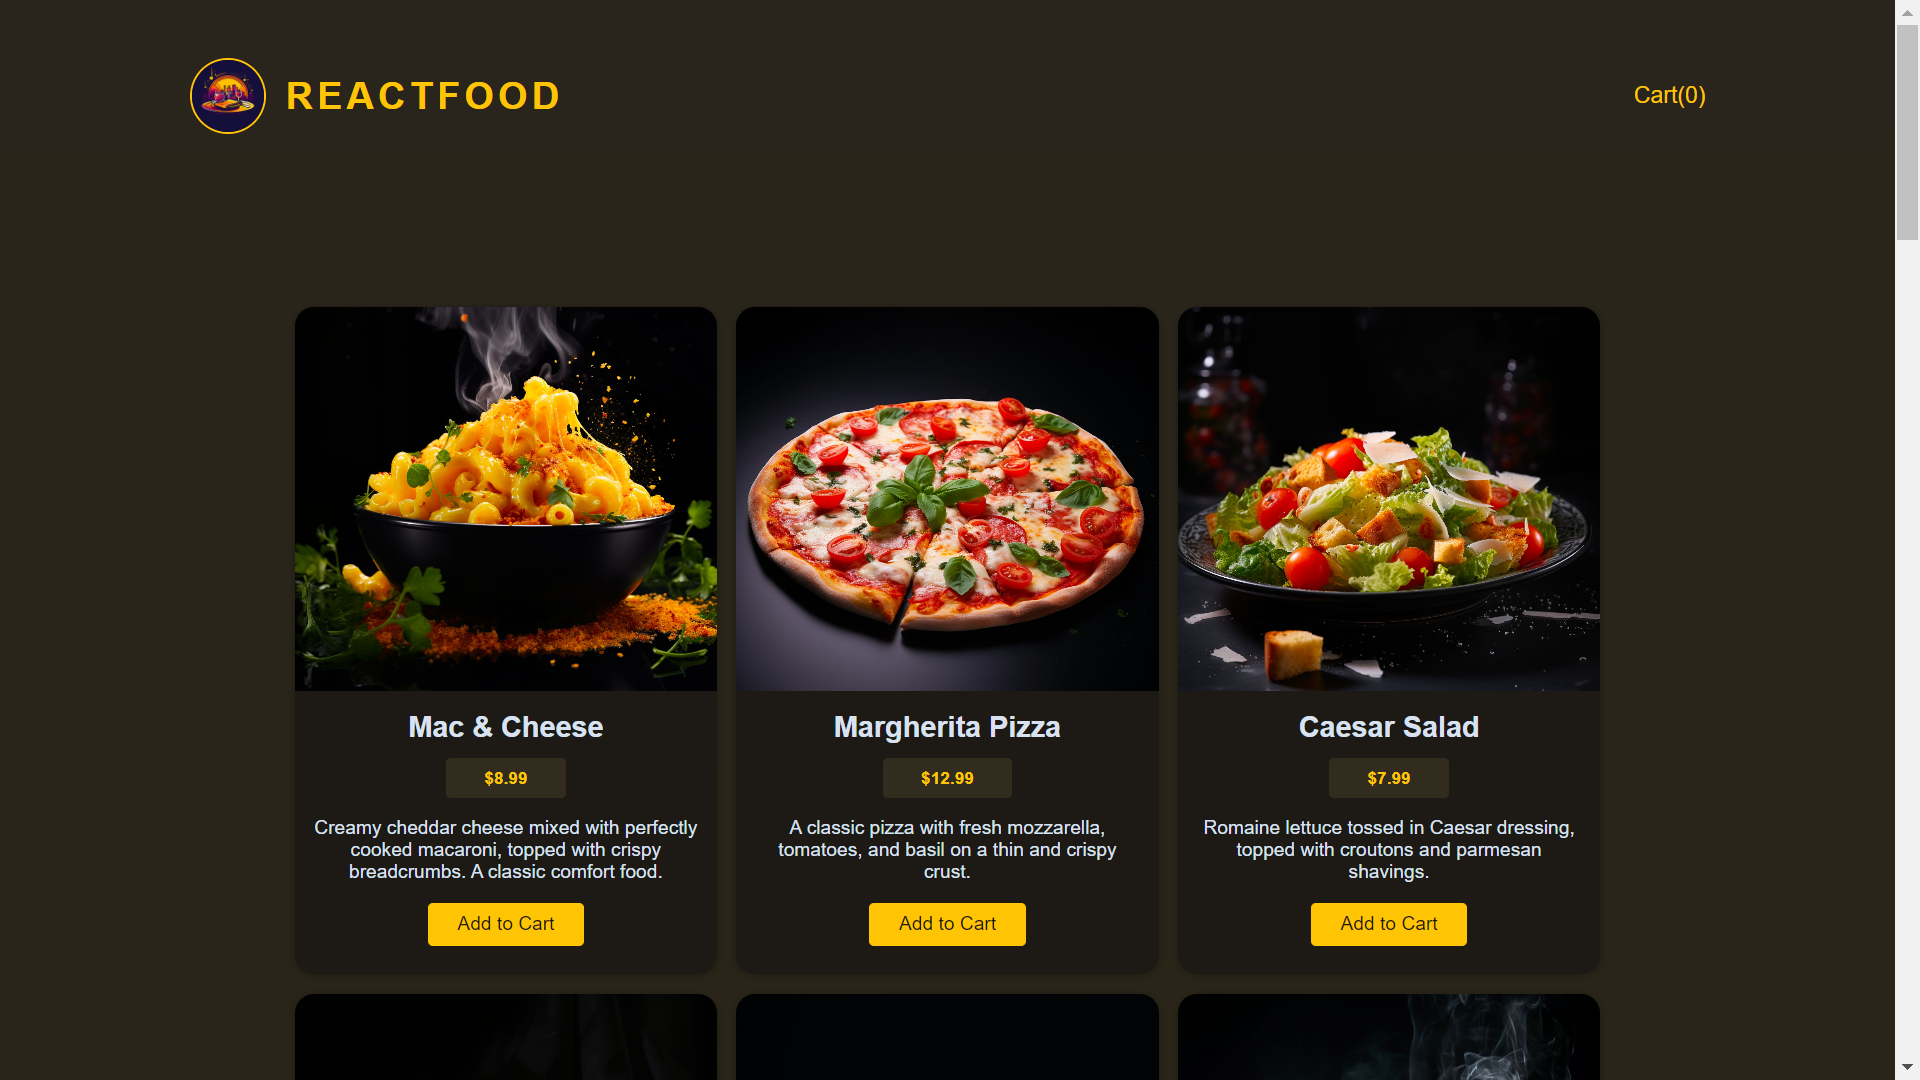 REACTFOOD
Cart(0)
Mac & Cheese
$8.99
Creamy cheddar cheese mixed with perfectly
cooked macaroni, topped with crispy
breadcrumbs. A classic comfort food.
Add to Cart
Margherita Pizza
$12.99
A classic pizza with fresh mozzarella,
tomatoes, and basil on a thin and crispy
crust.
Add to Cart
Caesar Salad
$7.99
Romaine lettuce tossed in Caesar dressing,
topped with croutons and parmesan
shavings.
Add to Cart